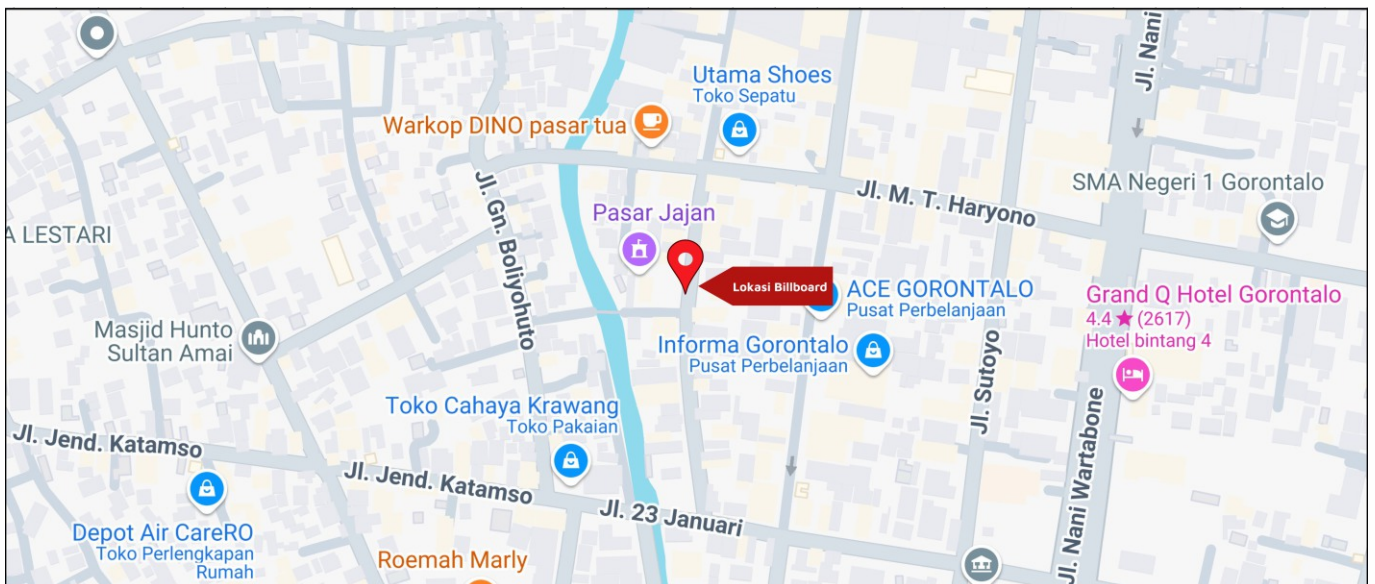 Jl. Nani
Utama Shoes
Toko Sepatu
Warkop DINO pasar tua
Jl. M. T. Haryono
SMA Negeri 1 Gorontalo
Jl. Gn. Boliyohuto
Pasar Jajan
A LESTARI
Lokasi Billboard
ACE GORONTALO
Pusat Perbelanjaan
Grand Q Hotel Gorontalo
4.4 ★ (2617)
Hotel bintang 4
Masjid Hunto
Sultan Amai
Informa Gorontalo
Pusat Perbelanjaan
Jl. Sutoyo
Toko Cahaya Krawang
Toko Pakaian
Jl. Jend. Katamso
Jl. Jend. Katamso
Jl. 23 Januari
Jl. Nani Wartabone
Depot Air CareRO
Toko Perlengkapan
Rumah
Roemah Marly